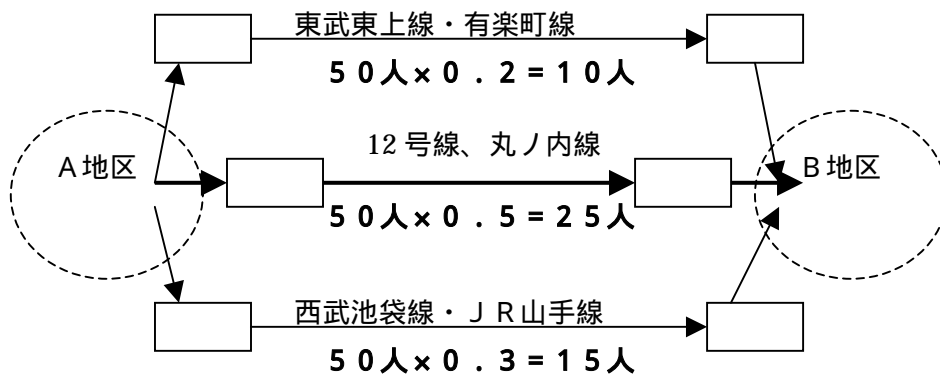 東武東上線・有楽町線
５０人×０．２＝１０人
12 号線、丸ノ内線
Ａ地区
Ｂ地区
５０人×０．５＝２５人
西武池袋線・ＪＲ山手線
５０人×０．３＝１５人